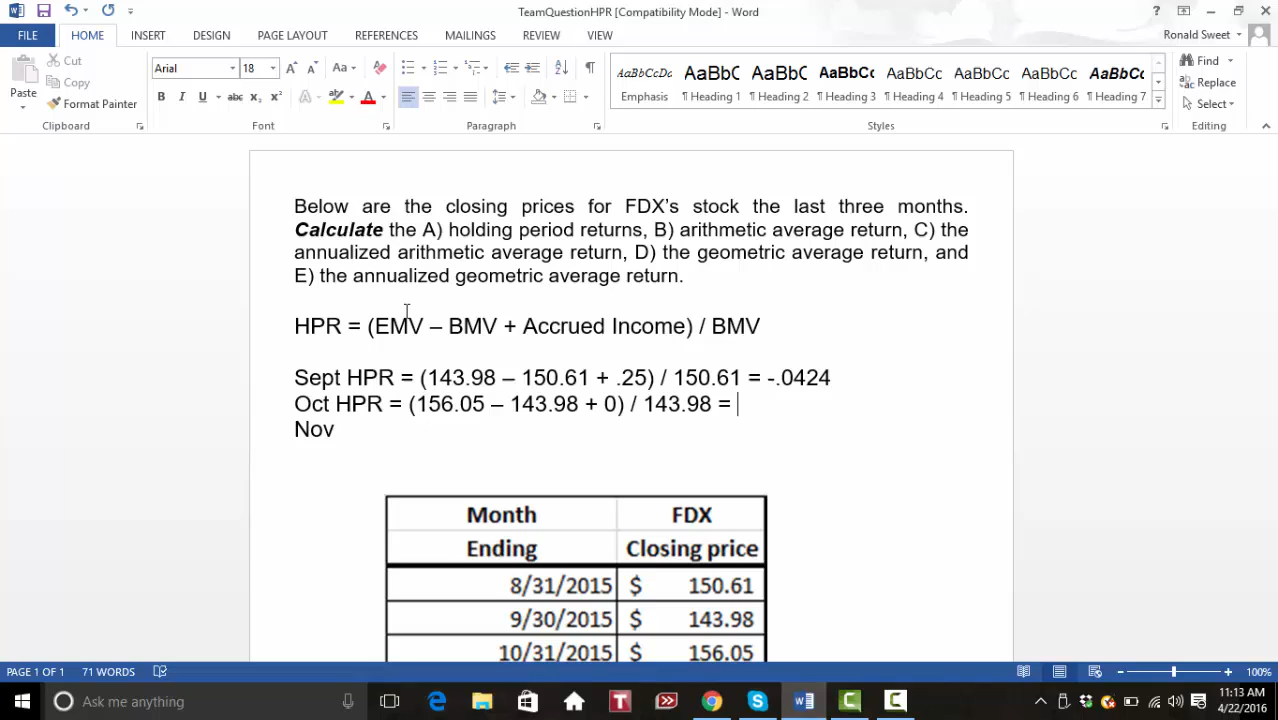 TeamQuestionHPR [Compatibility Mode] - Word
FILE HOME INSERT DESIGN PAGE LAYOUT REFERENCES MAILINGS REVIEW VIEW Ronald Sweet
Paste
Cut
Copy
Format Painter
Clipboard
Arial 18
Font
Paragraph
AaBbCcDc AaBbC AaBbC AaBbCc AaBbCc AaBbCc AaBbCc AaBbCc
Emphasis ¶ Heading 1 ¶ Heading 2 ¶ Heading 3 ¶ Heading 4 ¶ Heading 5 ¶ Heading 6 ¶ Heading 7
Styles
Find
Replace
Select
Editing
Below are the closing prices for FDX's stock the last three months.
Calculate the A) holding period returns, B) arithmetic average return, C) the
annualized arithmetic average return, D) the geometric average return, and
E) the annualized geometric average return.
HPR = (EMV – BMV + Accrued Income) / BMV
Sept HPR = (143.98 – 150.61 + .25) / 150.61 = -.0424
Oct HPR = (156.05 – 143.98 + 0) / 143.98 =
Nov
Month FDX
Ending Closing price
8/31/2015 $ 150.61
9/30/2015 $ 143.98
10/31/2015 $ 156.05
PAGE 1 OF 1 71 WORDS 100%
Ask me anything
11:13 AM
4/22/2016